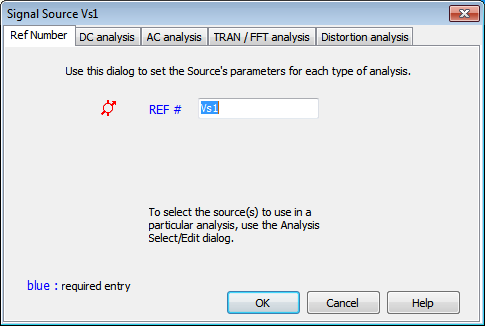 Signal Source Vs1
Ref Number DC analysis AC analysis TRAN / FFT analysis Distortion analysis
Use this dialog to set the Source's parameters for each type of analysis.
REF # Vs1
To select the source(s) to use in a
particular analysis, use the Analysis
Select/Edit dialog.
blue : required entry
OK Cancel Help